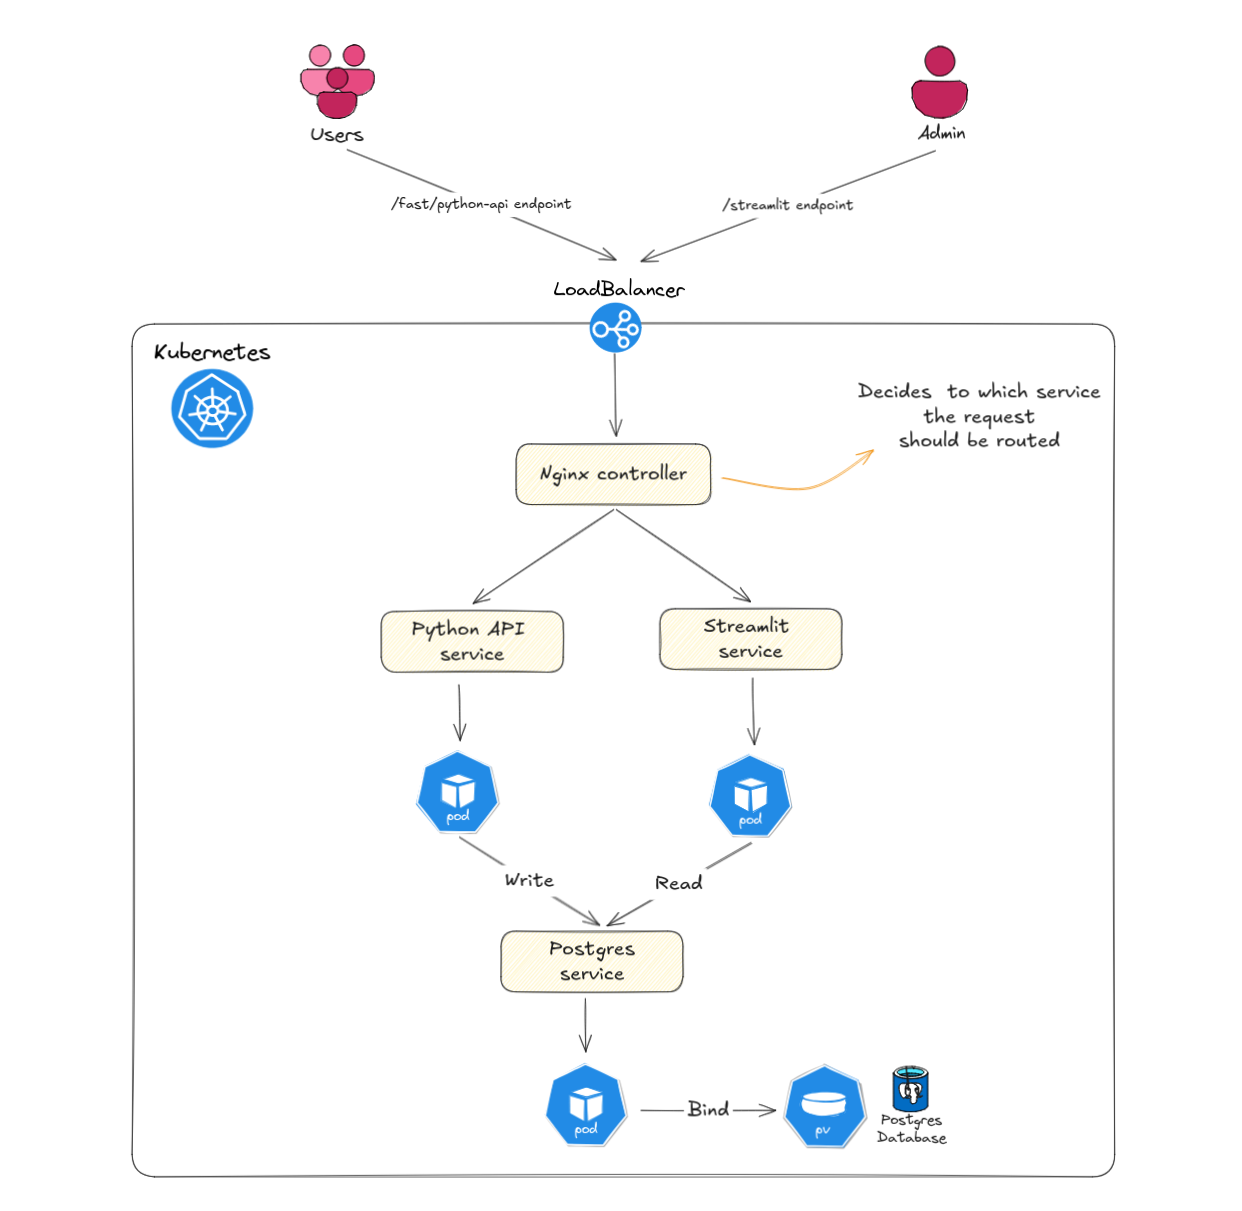 Users
Admin
/fast/python-api endpoint
/streamlit endpoint
LoadBalancer
Kubernetes
Decides to which service
the request
should be routed
Nginx controller
Python API
service
Streamlit
service
pod
pod
Write
Read
Postgres
service
pod
Bind
pv
Postgres
Database